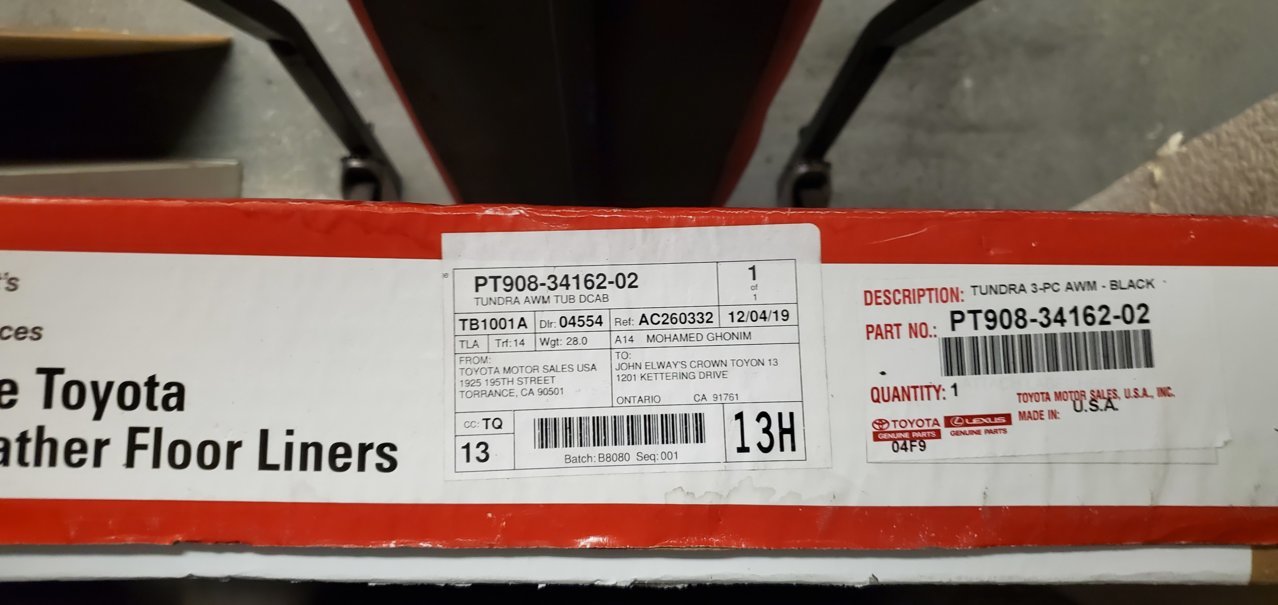 's
ces
e Toyota
ather Floor Liners
PT908-34162-02
TUNDRA AWM TUB DCAB
1
of
1
TB1001A Dlr: 04554 Ref: AC260332 12/04/19
TLA Trf: 14 Wgt: 28.0 A14 MOHAMED GHONIM
FROM:
TOYOTA MOTOR SALES USA
1925 195TH STREET
TORRANCE, CA 90501
TO:
JOHN ELWAY'S CROWN TOYON 13
1201 KETTERING DRIVE
ONTARIO CA 91761
CC: TQ
13
Batch: B8080 Seq: 001
13H
DESCRIPTION: TUNDRA 3-PC AWM - BLACK
PART NO.: PT908-34162-02
QUANTITY: 1
TOYOTA MOTOR SALES, U.S.A., INC.
MADE IN: U.S.A.
TOYOTA
GENUINE PARTS
LEXUS
GENUINE PARTS
04F9